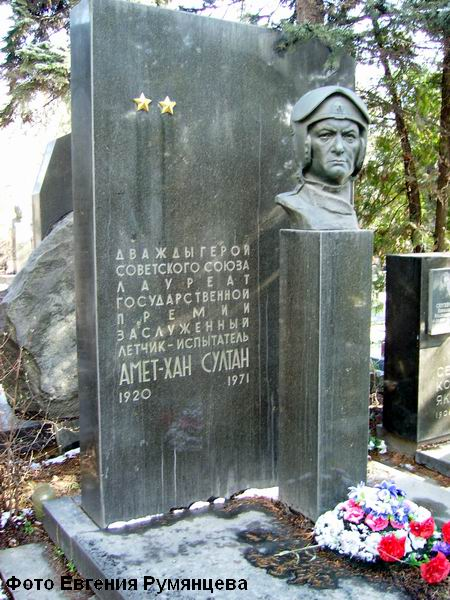 ДВАЖДЫ ГЕРОЙ
СОВЕТСКОГО СОЮЗА
ЛАУРЕАТ
ГОСУДАРСТВЕННОЙ
ПРЕМИИ
ЗАСЛУЖЕННЫЙ
ЛЕТЧИК-ИСПЫТАТЕЛЬ
АМЕТ-ХАН СУЛТАН
1920 1971
Фото Евгения Румянцева